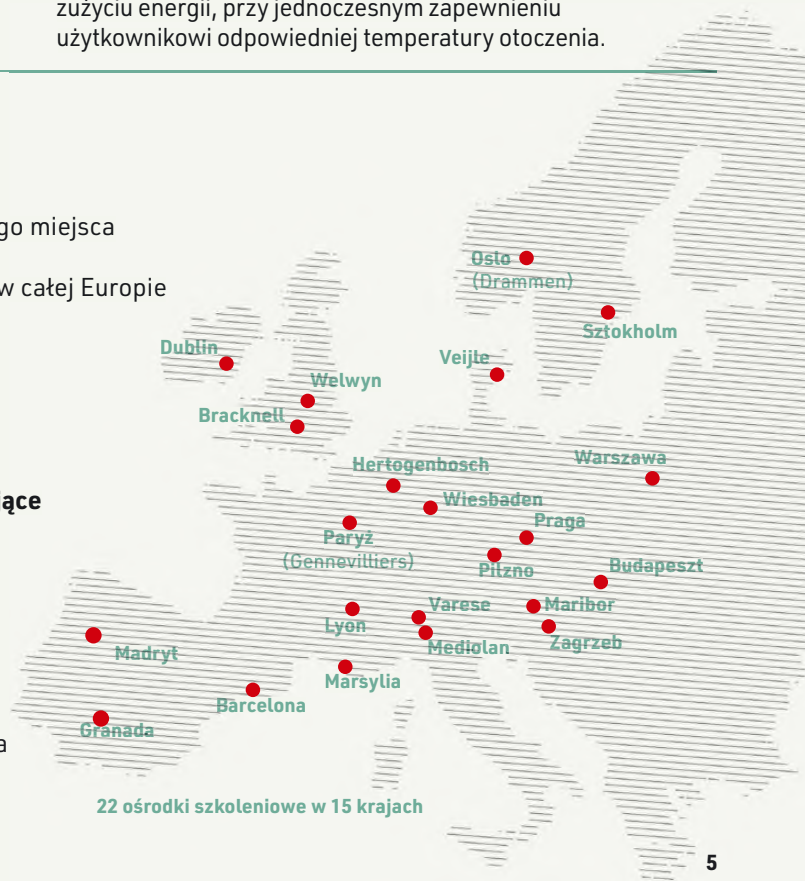 zużyciu energii, przy jednoczesnym zapewnieniu
użytkownikowi odpowiedniej temperatury otoczenia.
go miejsca
w całej Europie
ące
a
Oslo
(Drammen)
Sztokholm
Dublin
Veijle
Welwyn
Bracknell
Hertogenbosch
Warszawa
Wiesbaden
Praga
Paryż
(Gennevilliers)
Pilzno
Budapeszt
Varese
Maribor
Lyon
Mediolan
Zagrzeb
Madryt
Marsylia
Barcelona
Granada
22 ośrodki szkoleniowe w 15 krajach
5